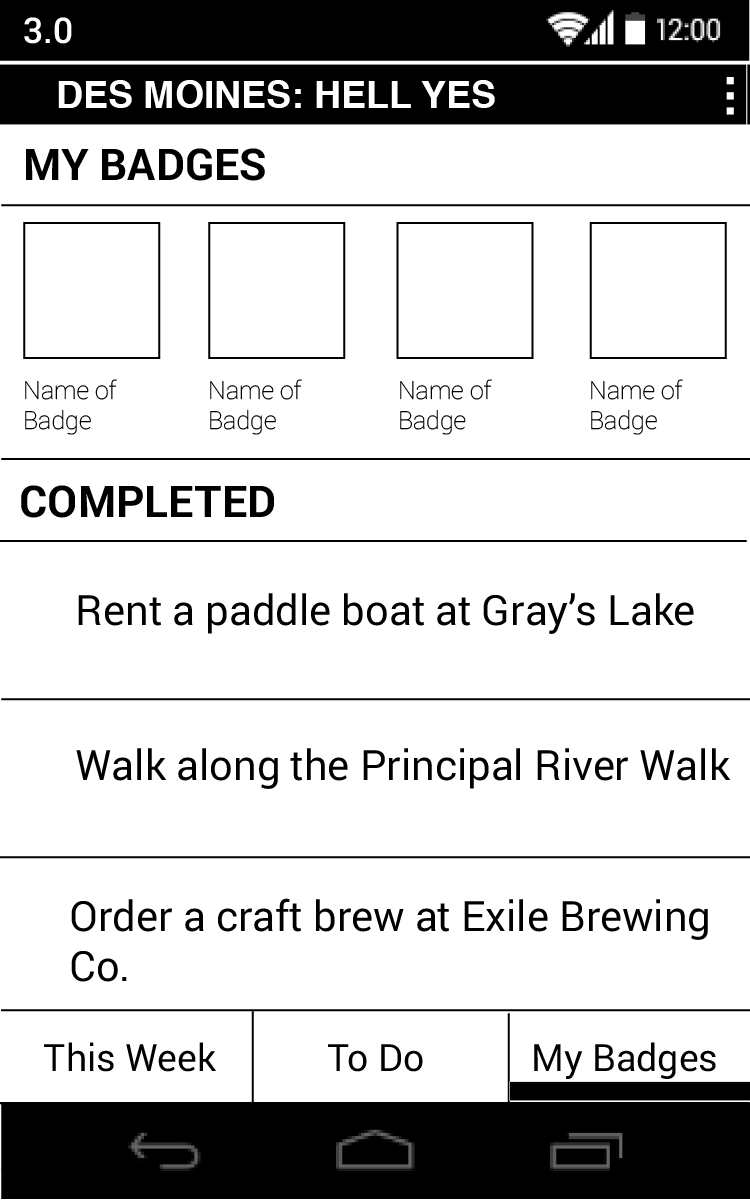 3.0 12:00
DES MOINES: HELL YES
MY BADGES
Name of Badge
Name of Badge
Name of Badge
Name of Badge
COMPLETED
Rent a paddle boat at Gray’s Lake
Walk along the Principal River Walk
Order a craft brew at Exile Brewing
Co.
This Week To Do My Badges